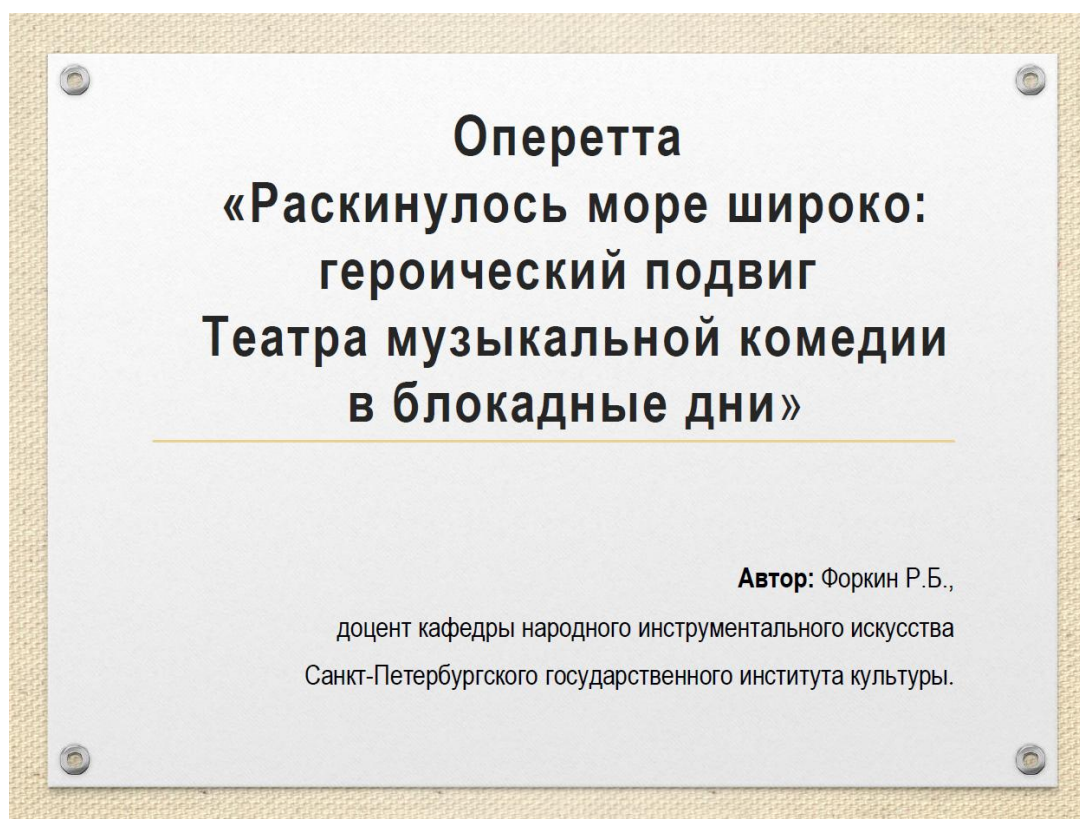 Оперетта
«Раскинулось море широко:
героический подвиг
Театра музыкальной комедии
в блокадные дни»
Автор: Форкин Р.Б.,
доцент кафедры народного инструментального искусства
Санкт-Петербургского государственного института культуры.